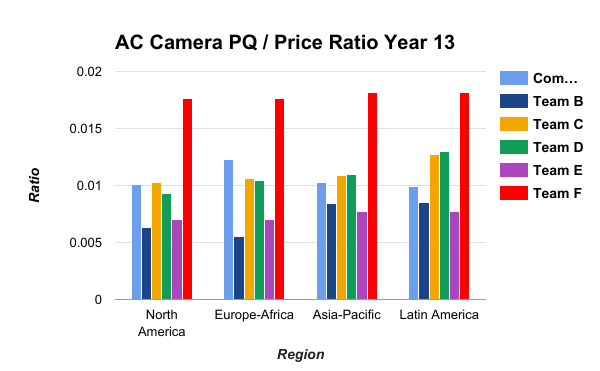 AC Camera PQ / Price Ratio Year 13
0.02
0.015
0.01
0.005
0
Ratio
North
America
Europe-Africa
Asia-Pacific
Latin America
Region
Com...
Team B
Team C
Team D
Team E
Team F